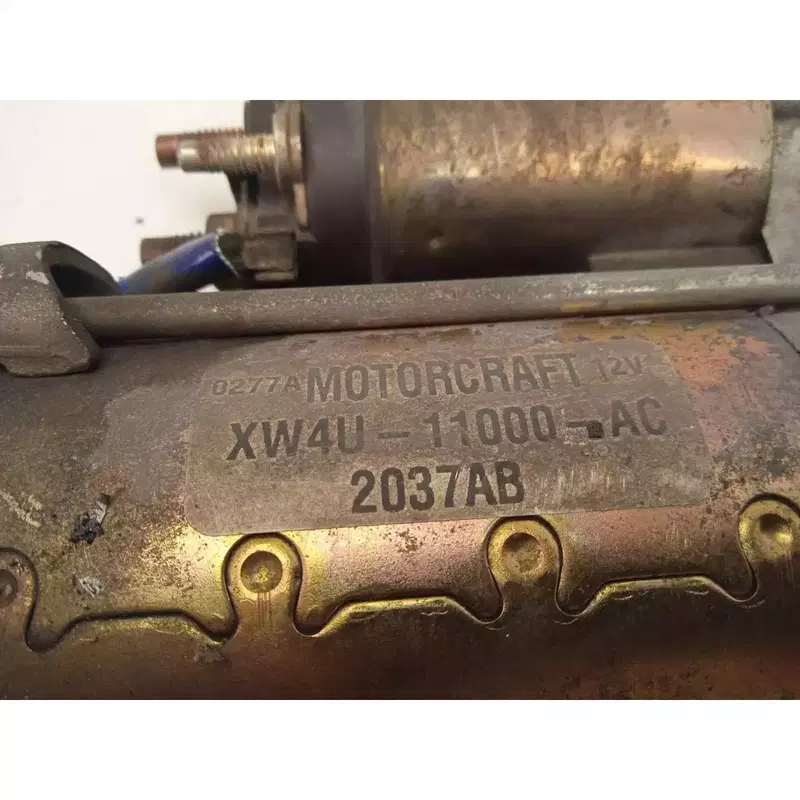 0277A MOTORCRAFT 12V
XW4U-11000-AC
2037AB